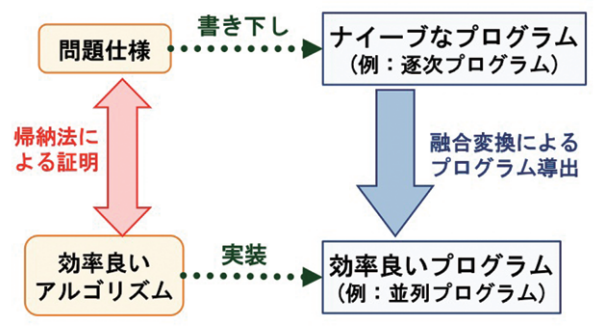 問題仕様
書き下し
ナイーブなプログラム
（例：逐次プログラム）
帰納法に
よる証明
融合変換による
プログラム導出
効率良い
アルゴリズム
実装
効率良いプログラム
（例：並列プログラム）